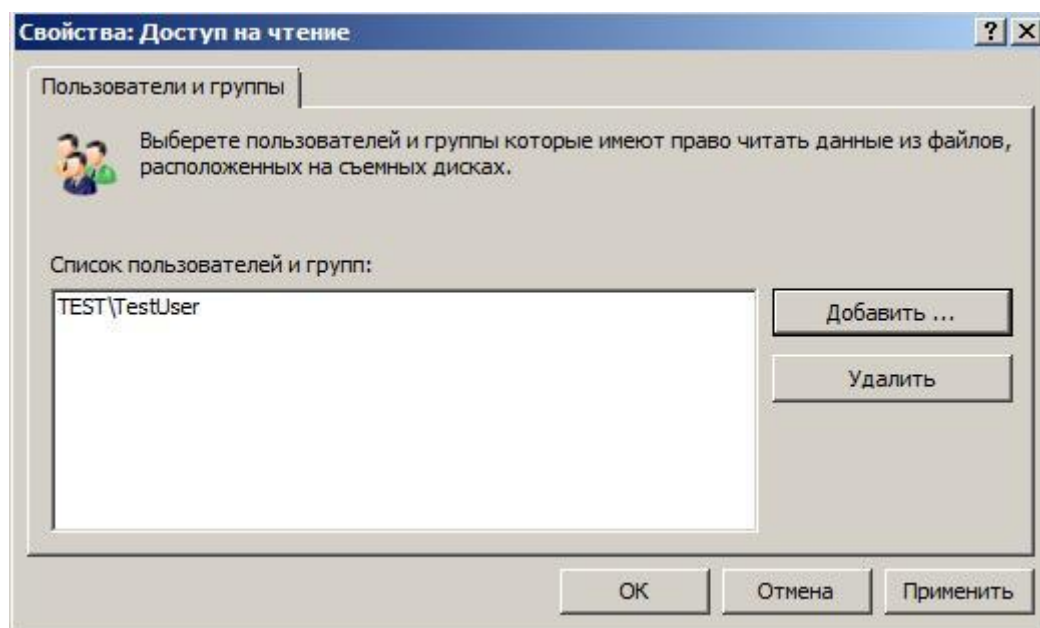 Свойства: Доступ на чтение
Пользователи и группы
Выберете пользователей и группы которые имеют право читать данные из файлов,
расположенных на съемных дисках.
Список пользователей и групп:
TEST\TestUser
Добавить ...
Удалить
OK
Отмена
Применить